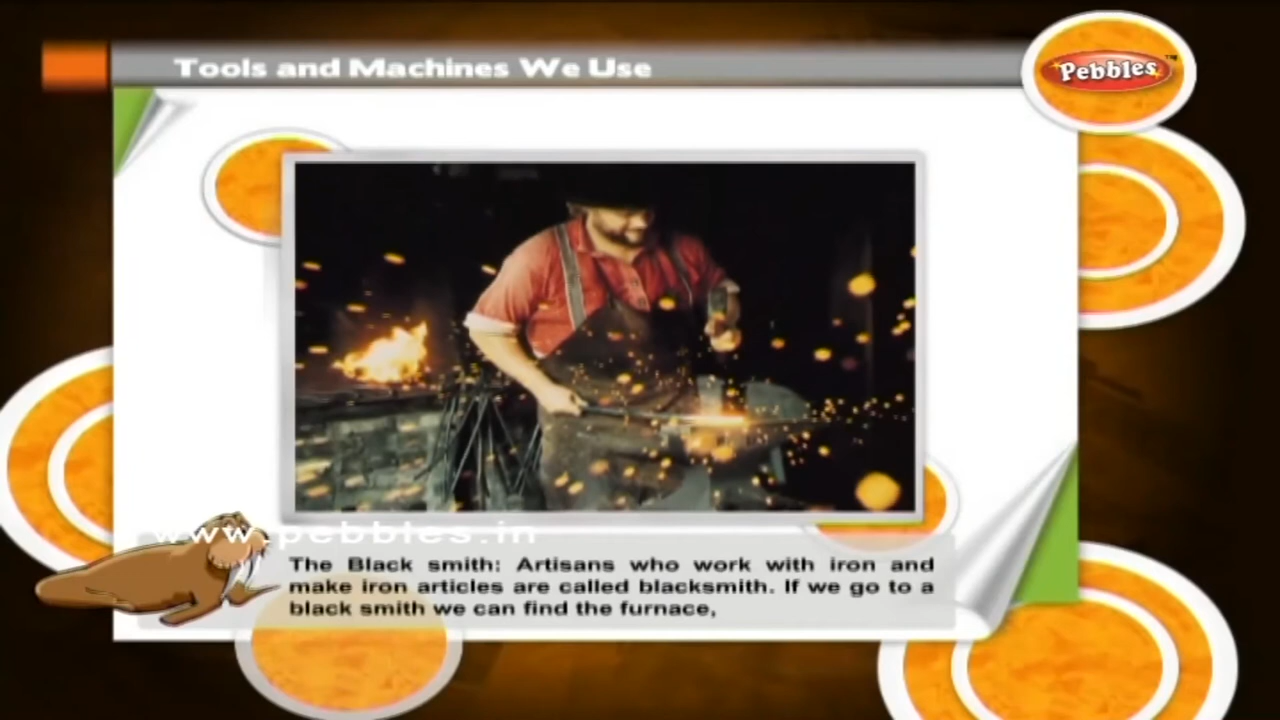 Tools and Machines We Use
Pebbles™
www.pebbles.in
The Black smith: Artisans who work with iron and
make iron articles are called blacksmith. If we go to a
black smith we can find the furnace,